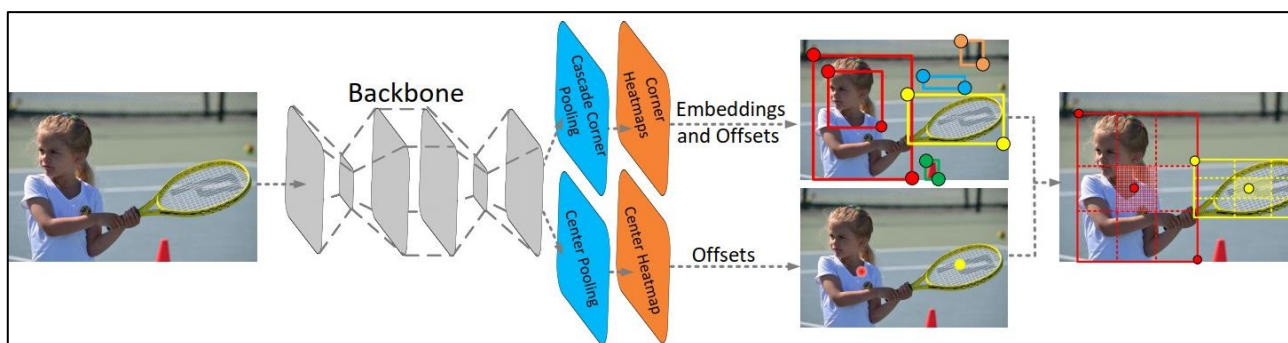 Backbone
Cascade Corner
Pooling
Corner
Heatmaps
Embeddings
and Offsets
Center Pooling
Center Heatmap
Offsets